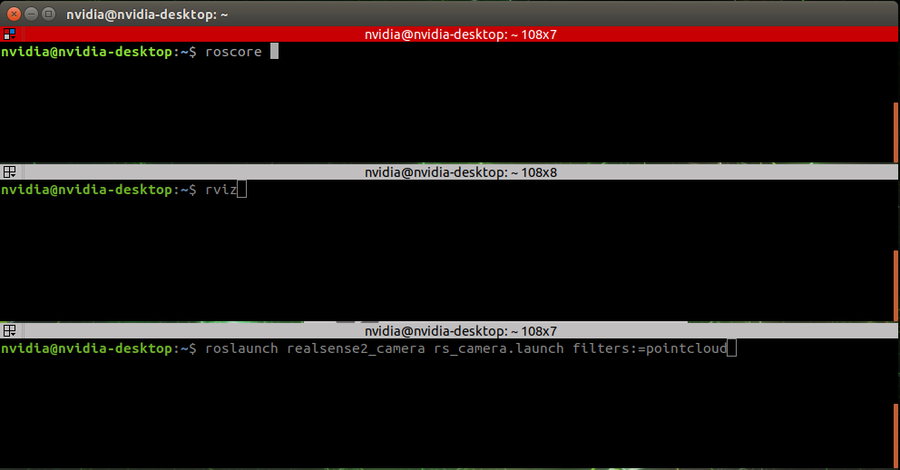 nvidia@nvidia-desktop: ~
nvidia@nvidia-desktop: ~ 108x7
nvidia@nvidia-desktop:~$ roscore
nvidia@nvidia-desktop: ~ 108x8
nvidia@nvidia-desktop:~$ rviz
nvidia@nvidia-desktop: ~ 108x7
nvidia@nvidia-desktop:~$ roslaunch realsense2_camera rs_camera.launch filters:=pointcloud